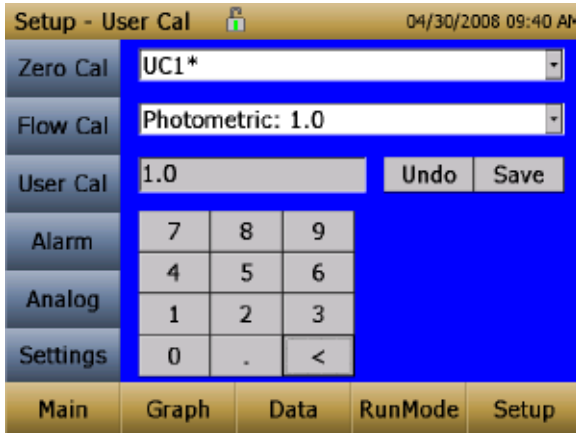 Setup - User Cal 04/30/2008 09:40 AM
Zero Cal UC1*
Flow Cal Photometric: 1.0
User Cal 1.0 Undo Save
Alarm 7 8 9
4 5 6
Analog
1 2 3
Settings 0 . <
Main Graph Data RunMode Setup